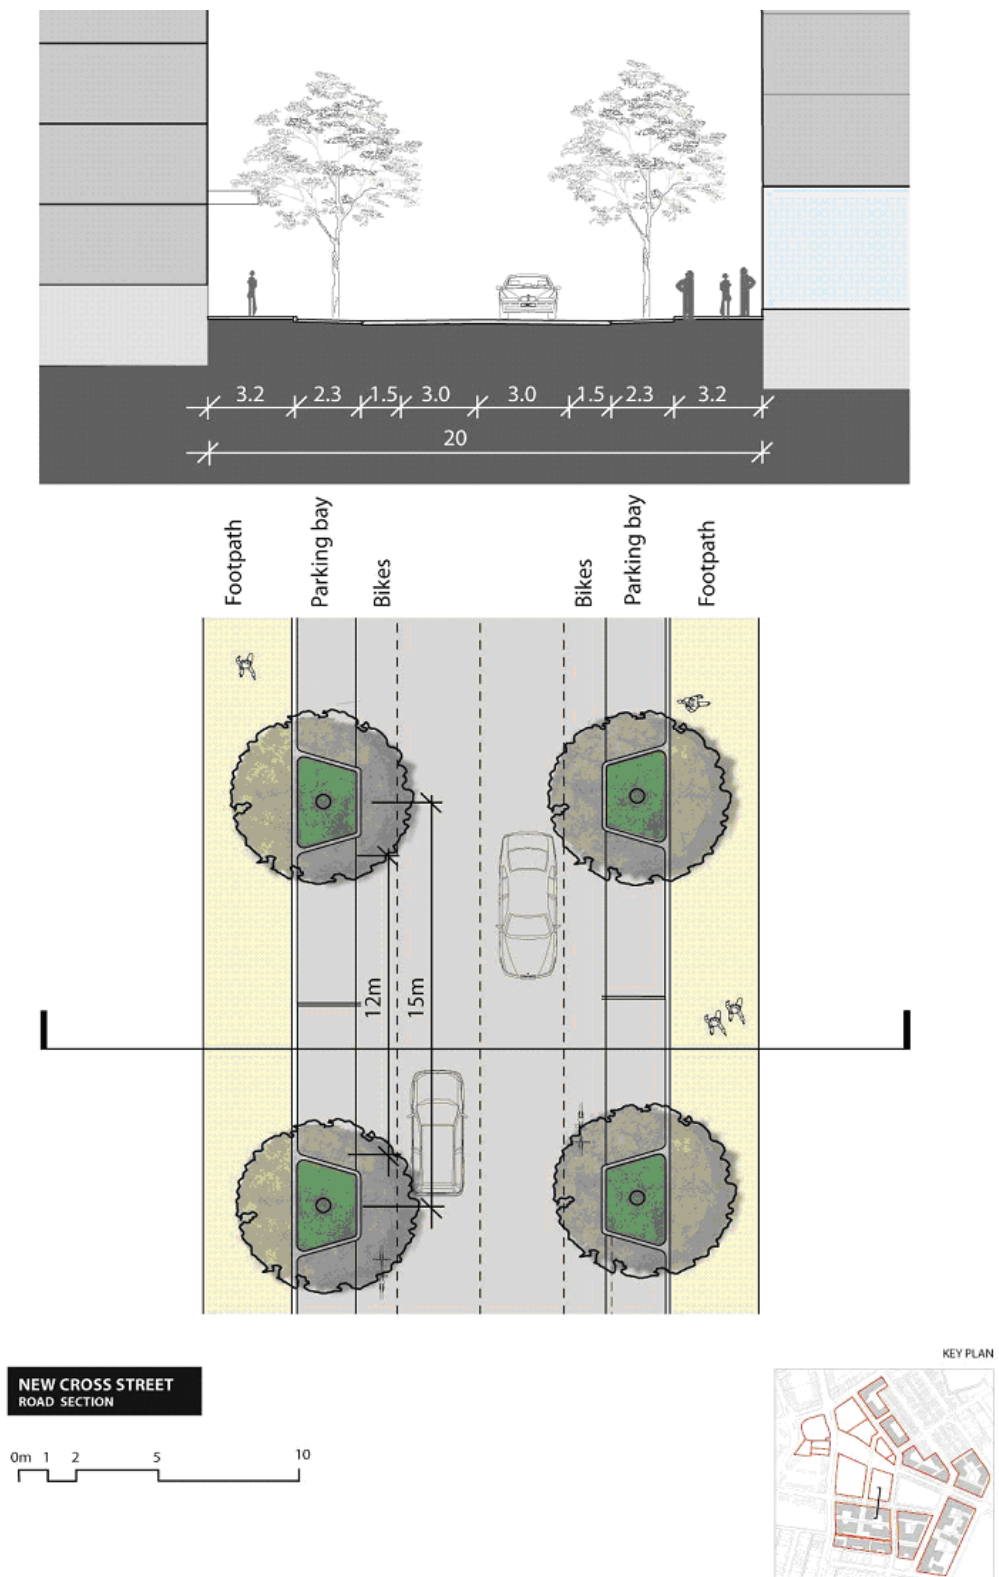 3.2 2.3 1.5 3.0 3.0 1.5 2.3 3.2
20
Footpath
Parking bay
Bikes
Bikes
Parking bay
Footpath
12m
15m
KEY PLAN
NEW CROSS STREET
ROAD SECTION
0m 1 2 5 10